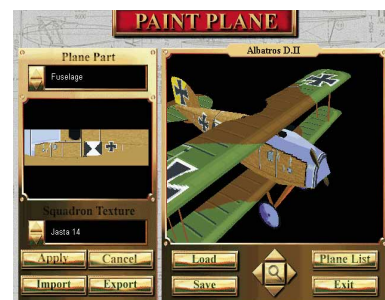 PAINT PLANE
Plane Part
Fuselage
Squadron Texture
Jasta 14
Apply
Cancel
Import
Export
Albatros D.II
Load
Save
Plane List
Exit